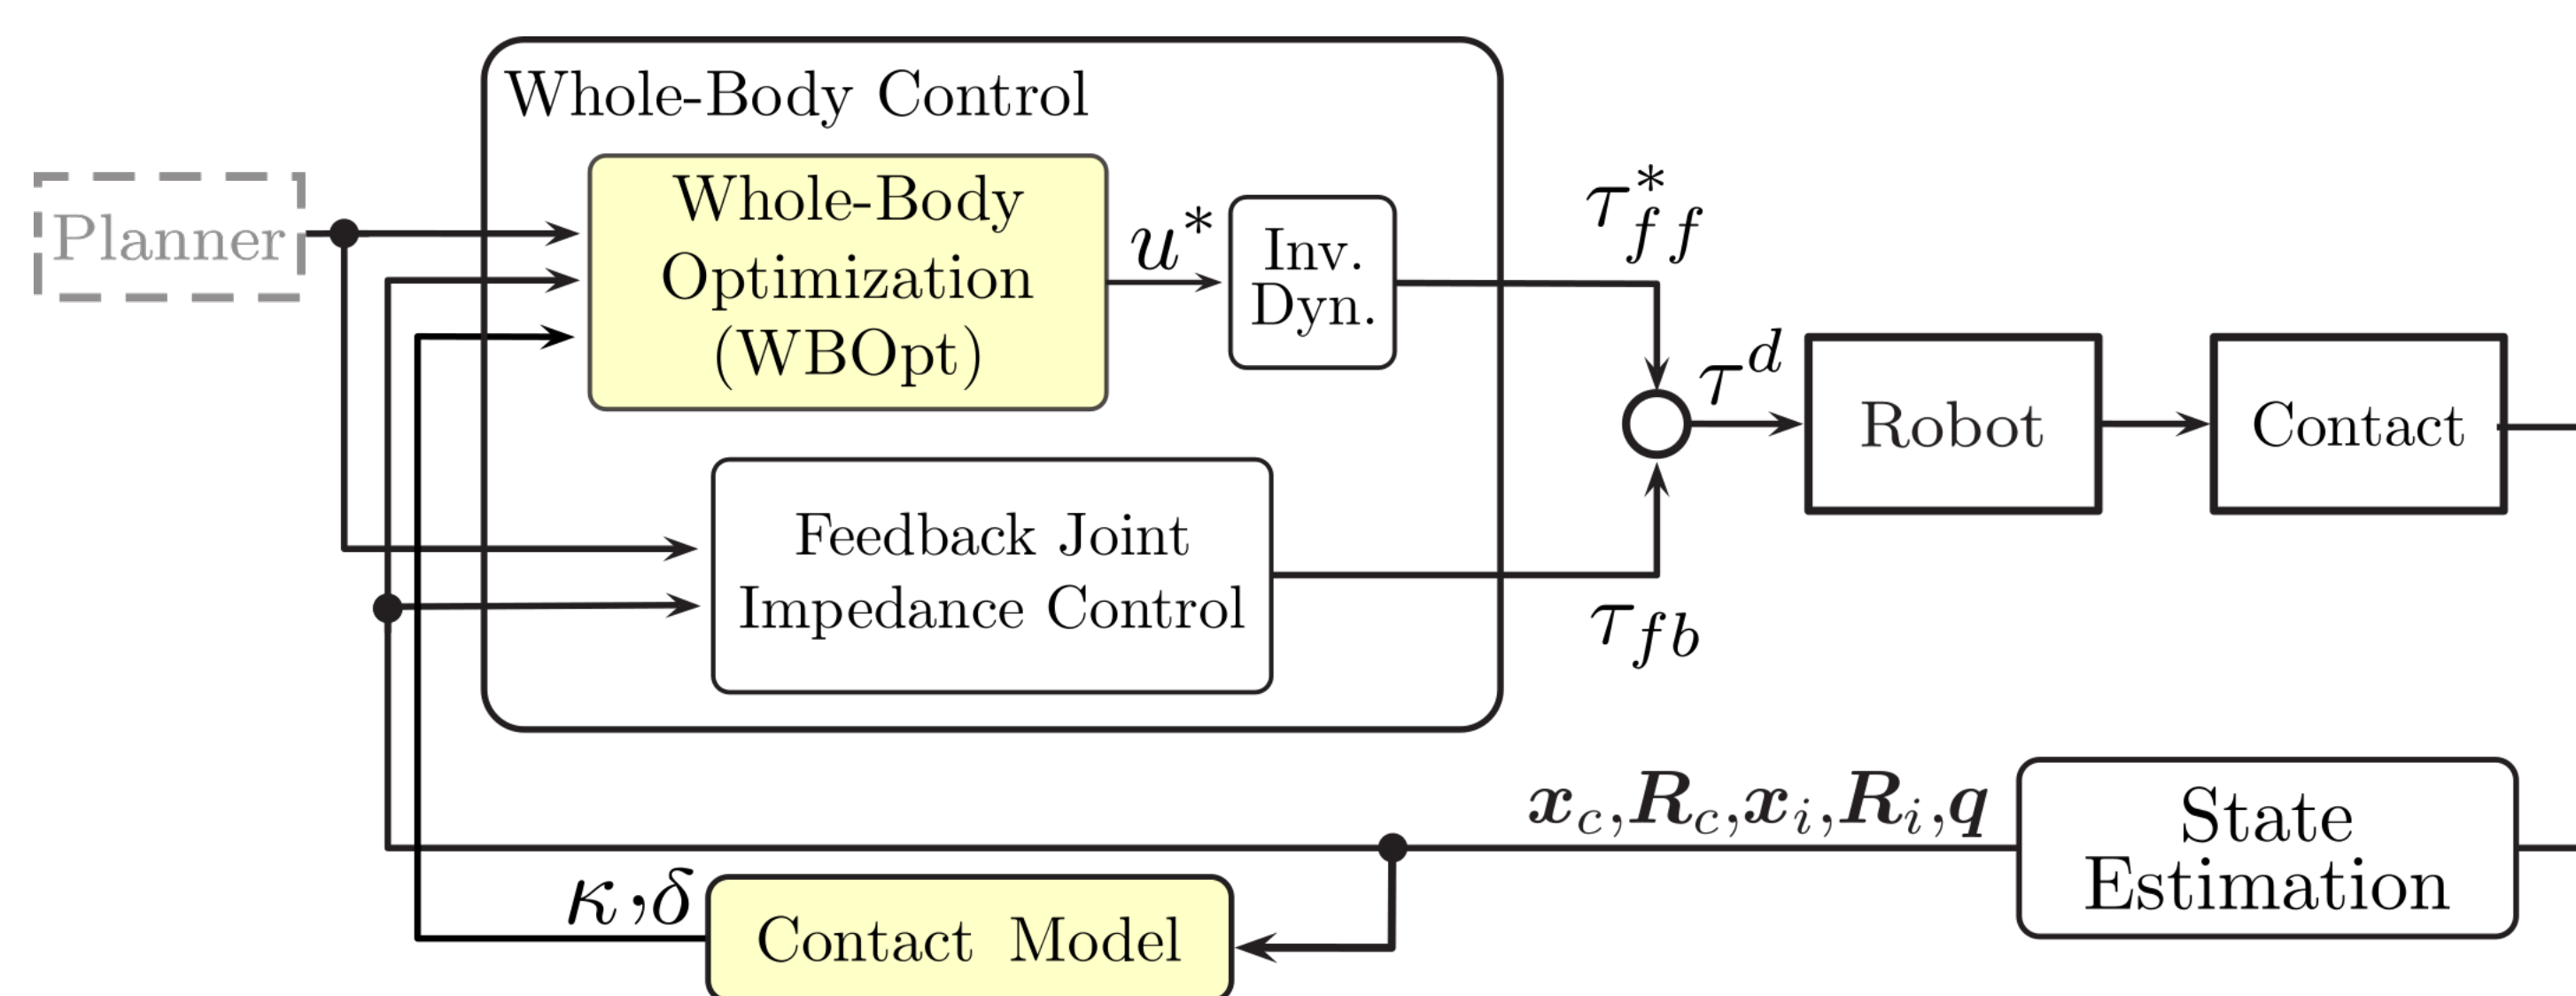 Whole-Body Control
Planner
Whole-Body
Optimization
(WBOpt)
u*
Inv.
Dyn.
τ*ff
τd
Robot
Contact
Feedback Joint
Impedance Control
τfb
xc,Rc,xi,Ri,q
State
Estimation
κ,δ
Contact Model